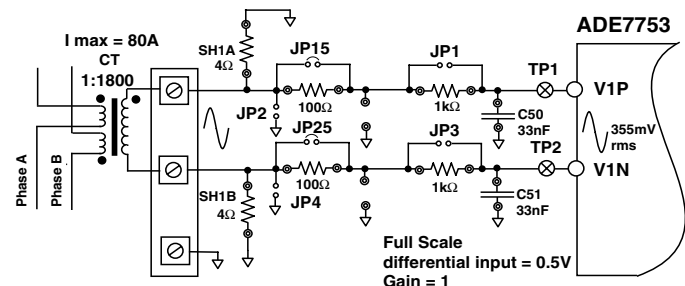 ADE7753
I max = 80A
CT
1:1800
SH1A
4Ω
JP15
JP1
TP1
V1P
JP2
100Ω
1kΩ
C50
33nF
355mV
rms
JP25
JP3
TP2
V1N
Phase A
Phase B
SH1B
4Ω
JP4
100Ω
1kΩ
C51
33nF
Full Scale
differential input = 0.5V
Gain = 1